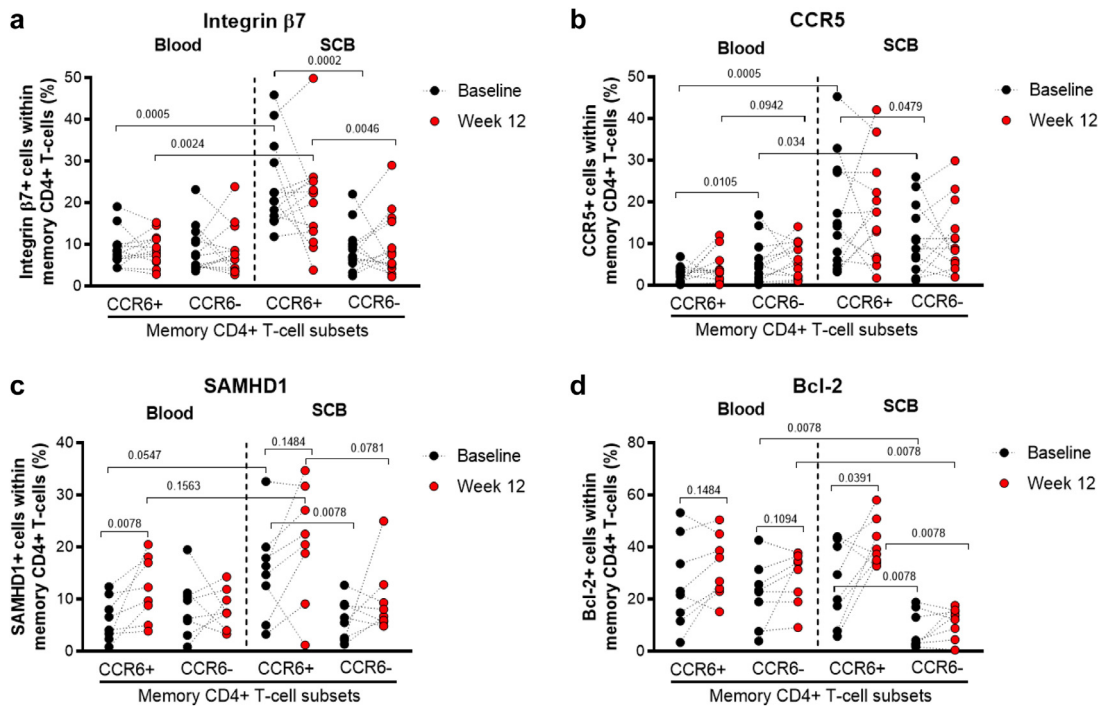 a
Integrin β7
Blood
SCB
Integrin β7+ cells within
memory CD4+ T-cells (%)
50
40
30
20
10
0
0.0002
0.0005
0.0046
0.0024
Baseline
Week 12
CCR6+
CCR6-
CCR6+
CCR6-
Memory CD4+ T-cell subsets
b
CCR5
Blood
SCB
CCR5+ cells within
memory CD4+ T-cells (%)
50
40
30
20
10
0
0.0005
0.0942
0.0479
0.034
0.0105
Baseline
Week 12
CCR6+
CCR6-
CCR6+
CCR6-
Memory CD4+ T-cell subsets
c
SAMHD1
Blood
SCB
SAMHD1+ cells within
memory CD4+ T-cells (%)
40
30
20
10
0
0.1484
0.0547
0.0781
0.1563
0.0078
0.0078
Baseline
Week 12
CCR6+
CCR6-
CCR6+
CCR6-
Memory CD4+ T-cell subsets
d
Bcl-2
Blood
SCB
Bcl-2+ cells within
memory CD4+ T-cells (%)
80
60
40
20
0
0.0078
0.0078
0.1484
0.0391
0.1094
0.0078
0.0078
Baseline
Week 12
CCR6+
CCR6-
CCR6+
CCR6-
Memory CD4+ T-cell subsets